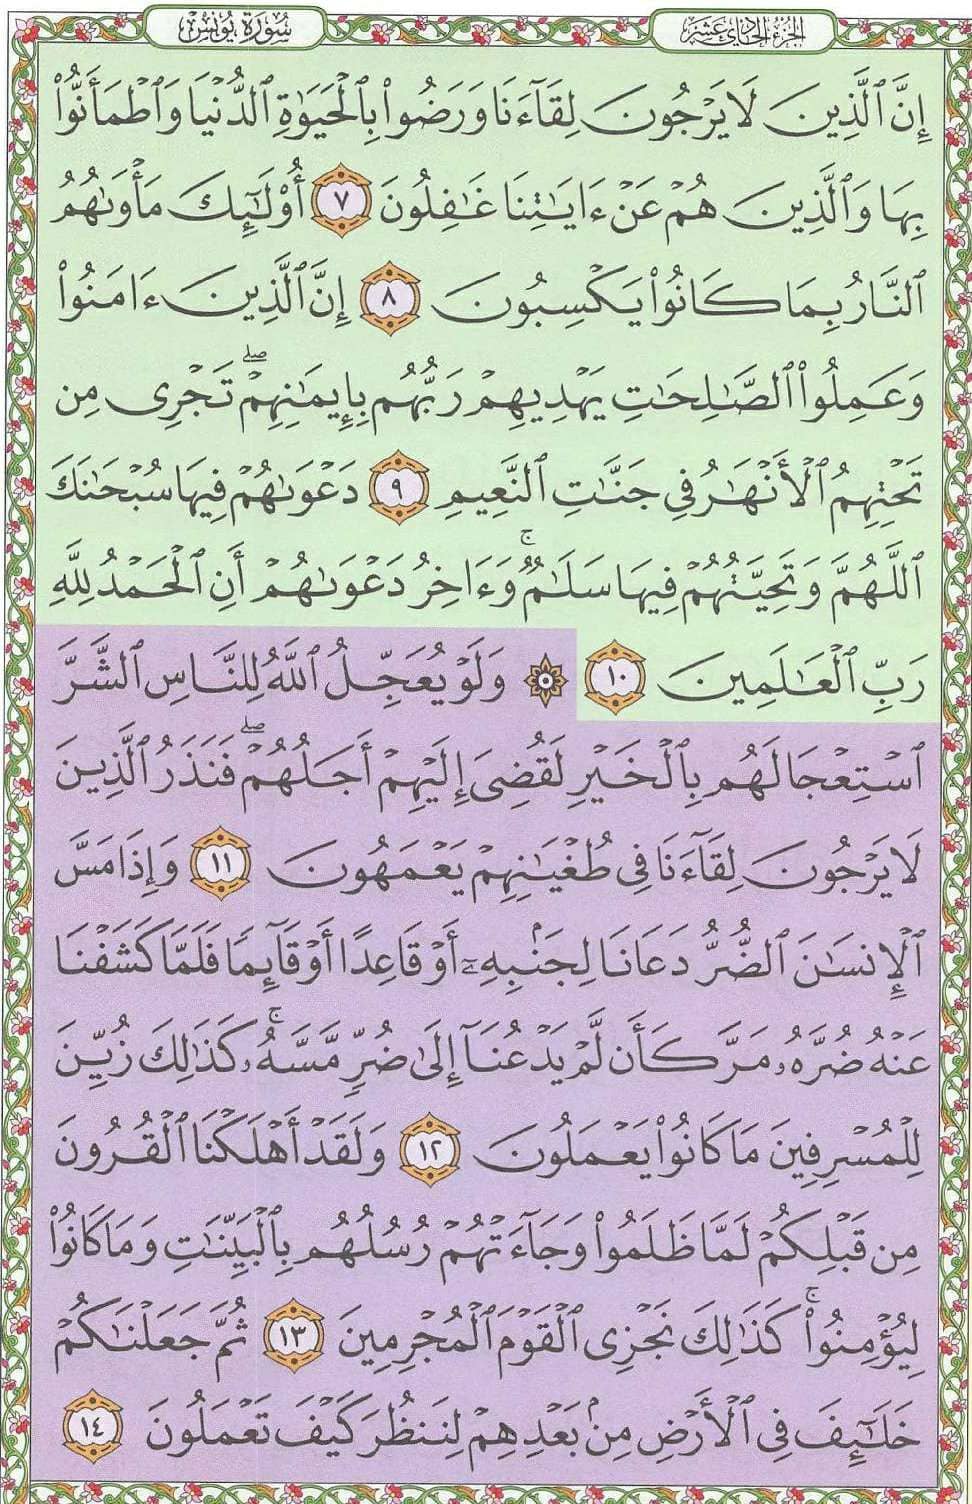 الجزء الحادي عشر سورة يونس
إِنَّ ٱلَّذِينَ لَا يَرْجُونَ لِقَآءَنَا وَرَضُوا۟ بِٱلْحَيَوٰةِ ٱلدُّنْيَا وَٱطْمَأَنُّوا۟
بِهَا وَٱلَّذِينَ هُمْ عَنْ ءَايَـٰتِنَا غَـٰفِلُونَ ٧ أُو۟لَـٰٓئِكَ مَأْوَىٰهُمُ
ٱلنَّارُ بِمَا كَانُوا۟ يَكْسِبُونَ ٨ إِنَّ ٱلَّذِينَ ءَامَنُوا۟
وَعَمِلُوا۟ ٱلصَّـٰلِحَـٰتِ يَهْدِيهِمْ رَبُّهُم بِإِيمَـٰنِهِمْ ۖ تَجْرِى مِن
تَحْتِهِمُ ٱلْأَنْهَـٰرُ فِى جَنَّـٰتِ ٱلنَّعِيمِ ٩ دَعْوَىٰهُمْ فِيهَا سُبْحَـٰنَكَ
ٱللَّهُمَّ وَتَحِيَّتُهُمْ فِيهَا سَلَـٰمٌ ۚ وَءَاخِرُ دَعْوَىٰهُمْ أَنِ ٱلْحَمْدُ لِلَّهِ
رَبِّ ٱلْعَـٰلَمِينَ ١٠ ۞ وَلَوْ يُعَجِّلُ ٱللَّهُ لِلنَّاسِ ٱلشَّرَّ
ٱسْتِعْجَالَهُم بِٱلْخَيْرِ لَقُضِىَ إِلَيْهِمْ أَجَلُهُمْ ۖ فَنَذَرُ ٱلَّذِينَ
لَا يَرْجُونَ لِقَآءَنَا فِى طُغْيَـٰنِهِمْ يَعْمَهُونَ ١١ وَإِذَا مَسَّ
ٱلْإِنسَـٰنَ ٱلضُّرُّ دَعَانَا لِجَنۢبِهِۦٓ أَوْ قَاعِدًا أَوْ قَآئِمًا فَلَمَّا كَشَفْنَا
عَنْهُ ضُرَّهُۥ مَرَّ كَأَن لَّمْ يَدْعُنَآ إِلَىٰ ضُرٍّ مَّسَّهُۥ ۚ كَذَٰلِكَ زُيِّنَ
لِلْمُسْرِفِينَ مَا كَانُوا۟ يَعْمَلُونَ ١٢ وَلَقَدْ أَهْلَكْنَا ٱلْقُرُونَ
مِن قَبْلِكُمْ لَمَّا ظَلَمُوا۟ وَجَآءَتْهُمْ رُسُلُهُم بِٱلْبَيِّنَـٰتِ وَمَا كَانُوا۟
لِيُؤْمِنُوا۟ ۚ كَذَٰلِكَ نَجْزِى ٱلْقَوْمَ ٱلْمُجْرِمِينَ ١٣ ثُمَّ جَعَلْنَـٰكُمْ
خَلَـٰٓئِفَ فِى ٱلْأَرْضِ مِنۢ بَعْدِهِمْ لِنَنظُرَ كَيْفَ تَعْمَلُونَ ١٤